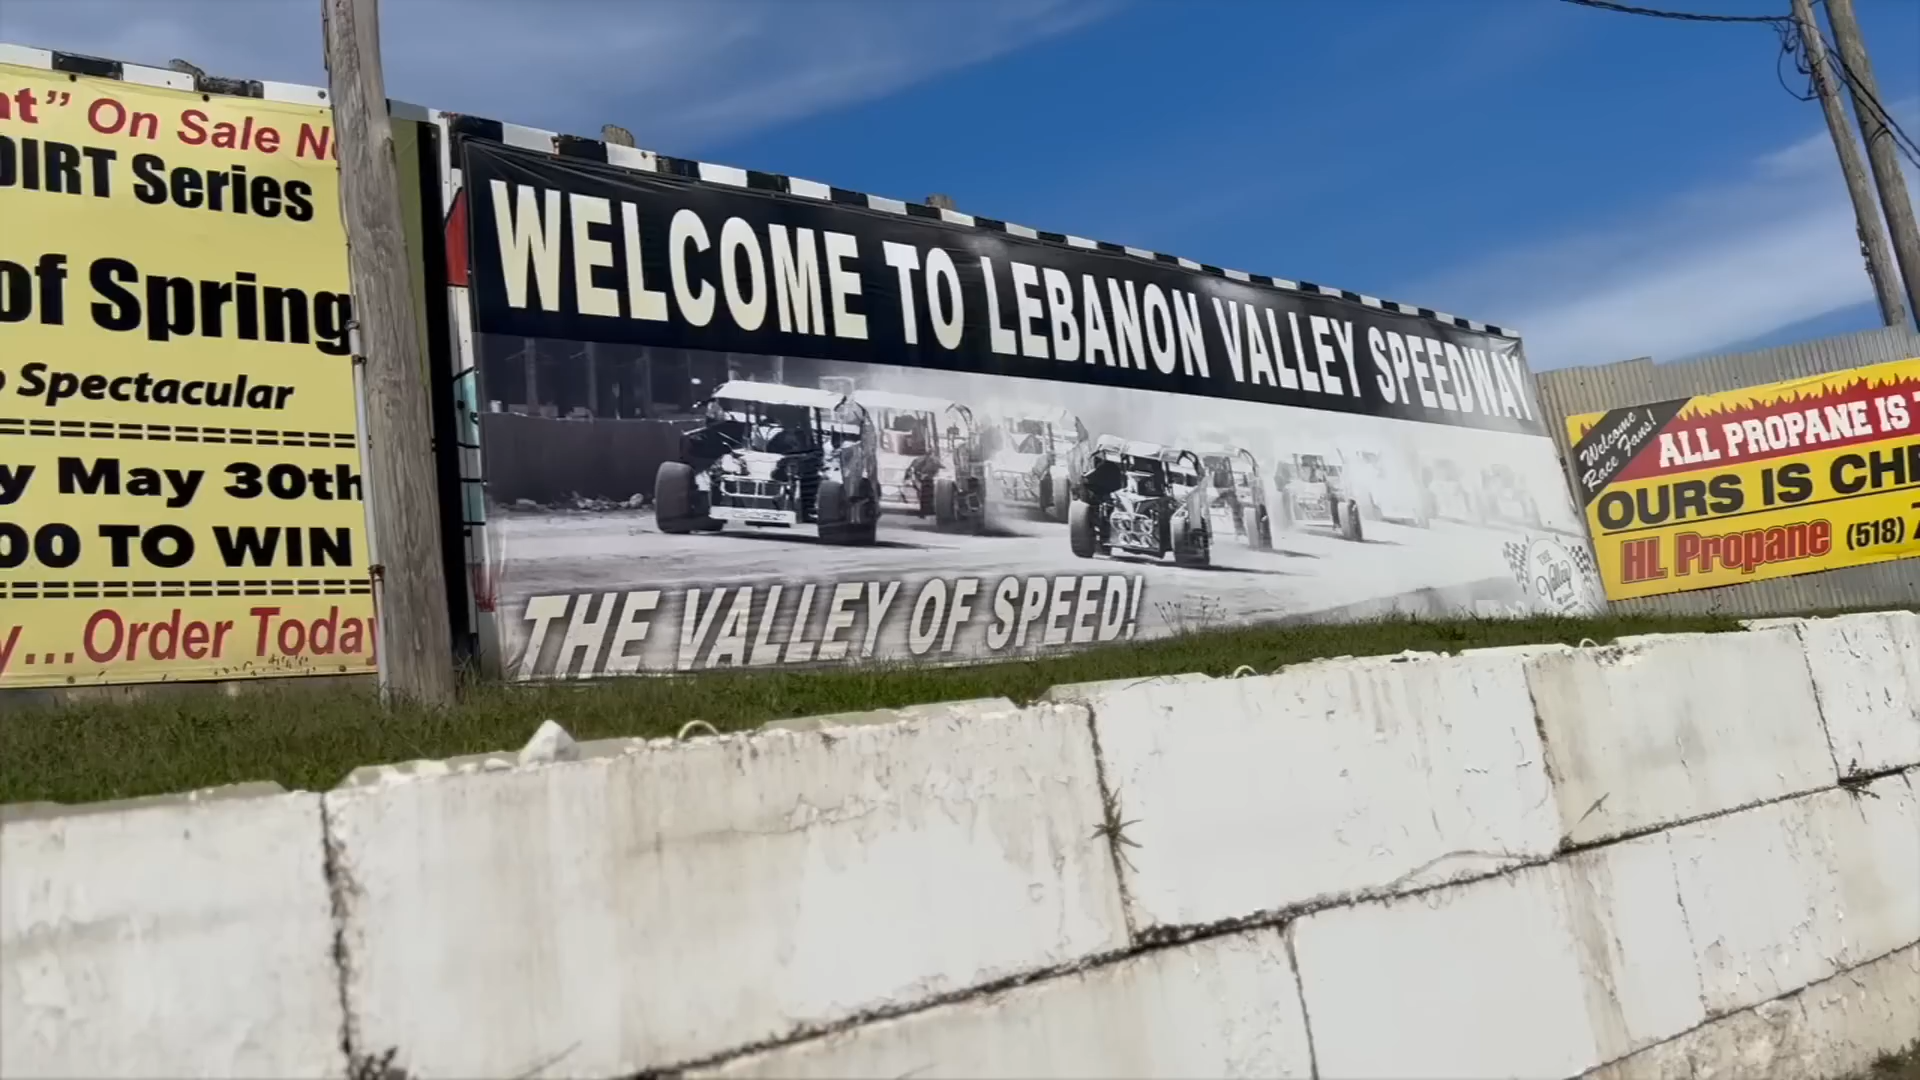 On Sale
DIRT Series
of Spring
Spectacular
May 30th
00 TO WIN
...Order Today
WELCOME TO LEBANON VALLEY SPEEDWAY
THE VALLEY OF SPEED!
Valley
Welcome
Race Fans!
ALL PROPANE IS
OURS IS
HL Propane (518)